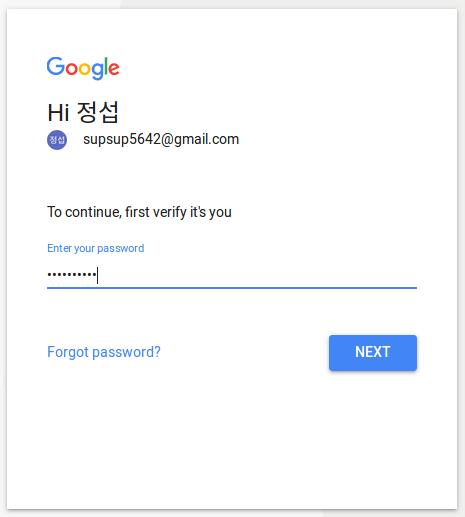 Google
Hi 정섭
정섭 supsup5642@gmail.com
To continue, first verify it's you
Enter your password
••••••••••
Forgot password? NEXT